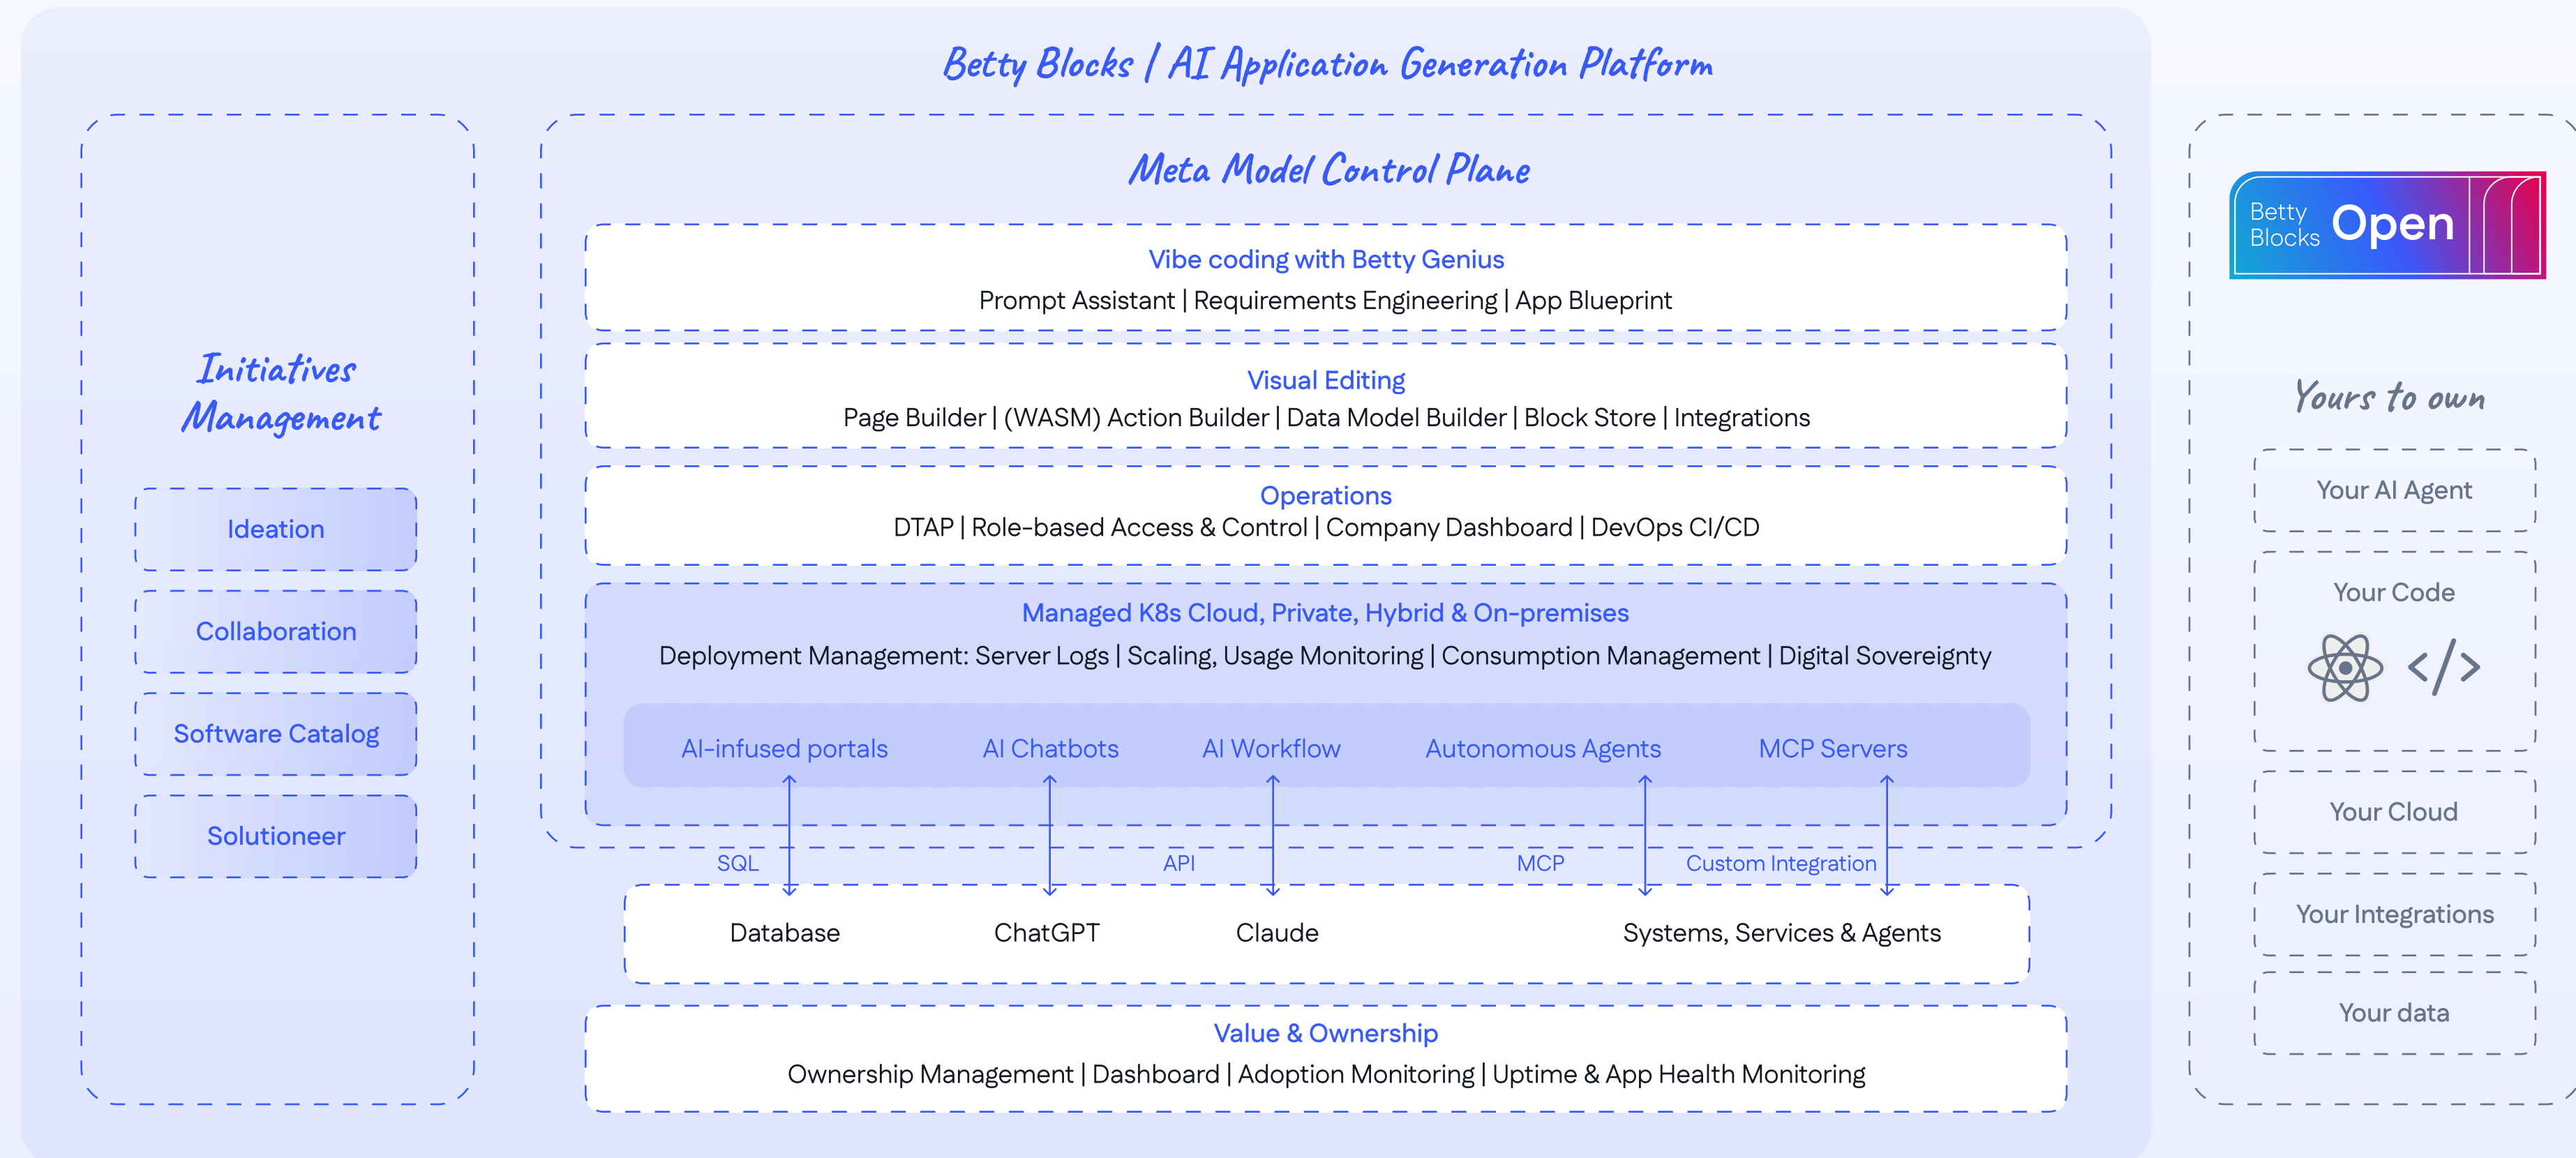 Betty Blocks | AI Application Generation Platform
Initiatives
Management
Ideation
Collaboration
Software Catalog
Solutioneer
Meta Model Control Plane
Vibe coding with Betty Genius
Prompt Assistant | Requirements Engineering | App Blueprint
Visual Editing
Page Builder | (WASM) Action Builder | Data Model Builder | Block Store | Integrations
Operations
DTAP | Role-based Access & Control | Company Dashboard | DevOps CI/CD
Managed K8s Cloud, Private, Hybrid & On-premises
Deployment Management: Server Logs | Scaling, Usage Monitoring | Consumption Management | Digital Sovereignty
AI-infused portals
AI Chatbots
AI Workflow
Autonomous Agents
MCP Servers
SQL
API
MCP
Custom Integration
Database
ChatGPT
Claude
Systems, Services & Agents
Value & Ownership
Ownership Management | Dashboard | Adoption Monitoring | Uptime & App Health Monitoring
Betty
Blocks
Open
Yours to own
Your AI Agent
Your Code
</>
Your Cloud
Your Integrations
Your data